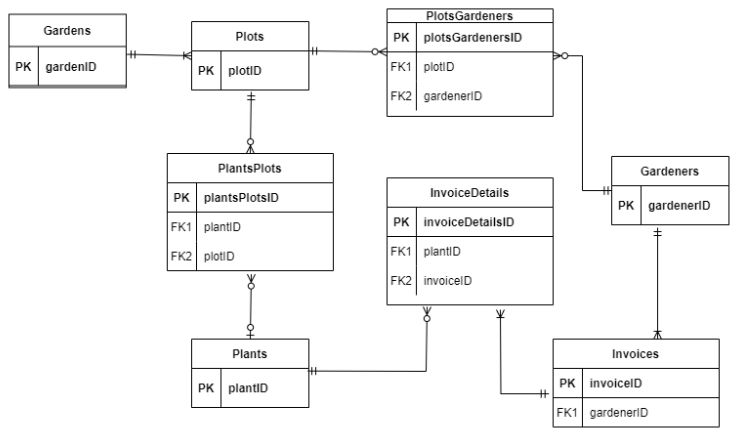 Gardens
PK gardenID
Plots
PK plotID
PlotsGardeners
PK plotsGardenersID
FK1 plotID
FK2 gardenerID
PlantsPlots
PK plantsPlotsID
FK1 plantID
FK2 plotID
InvoiceDetails
PK invoiceDetailsID
FK1 plantID
FK2 invoiceID
Gardeners
PK gardenerID
Plants
PK plantID
Invoices
PK invoiceID
FK1 gardenerID